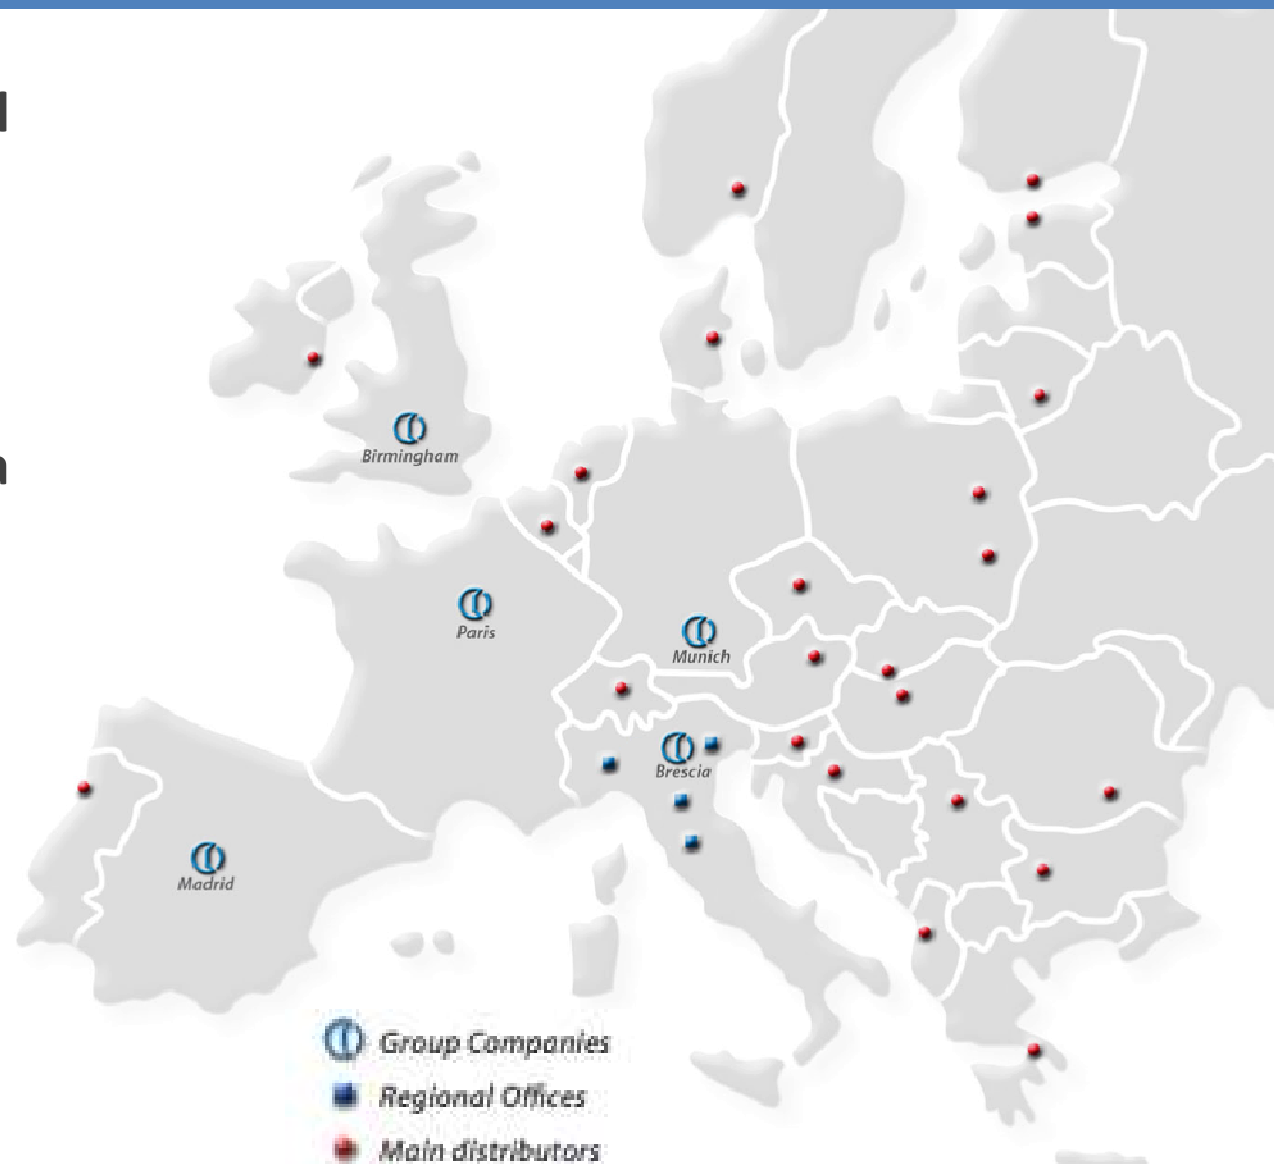 Birmingham
Paris
Munich
Brescia
Madrid
Group Companies
Regional Offices
Main distributors